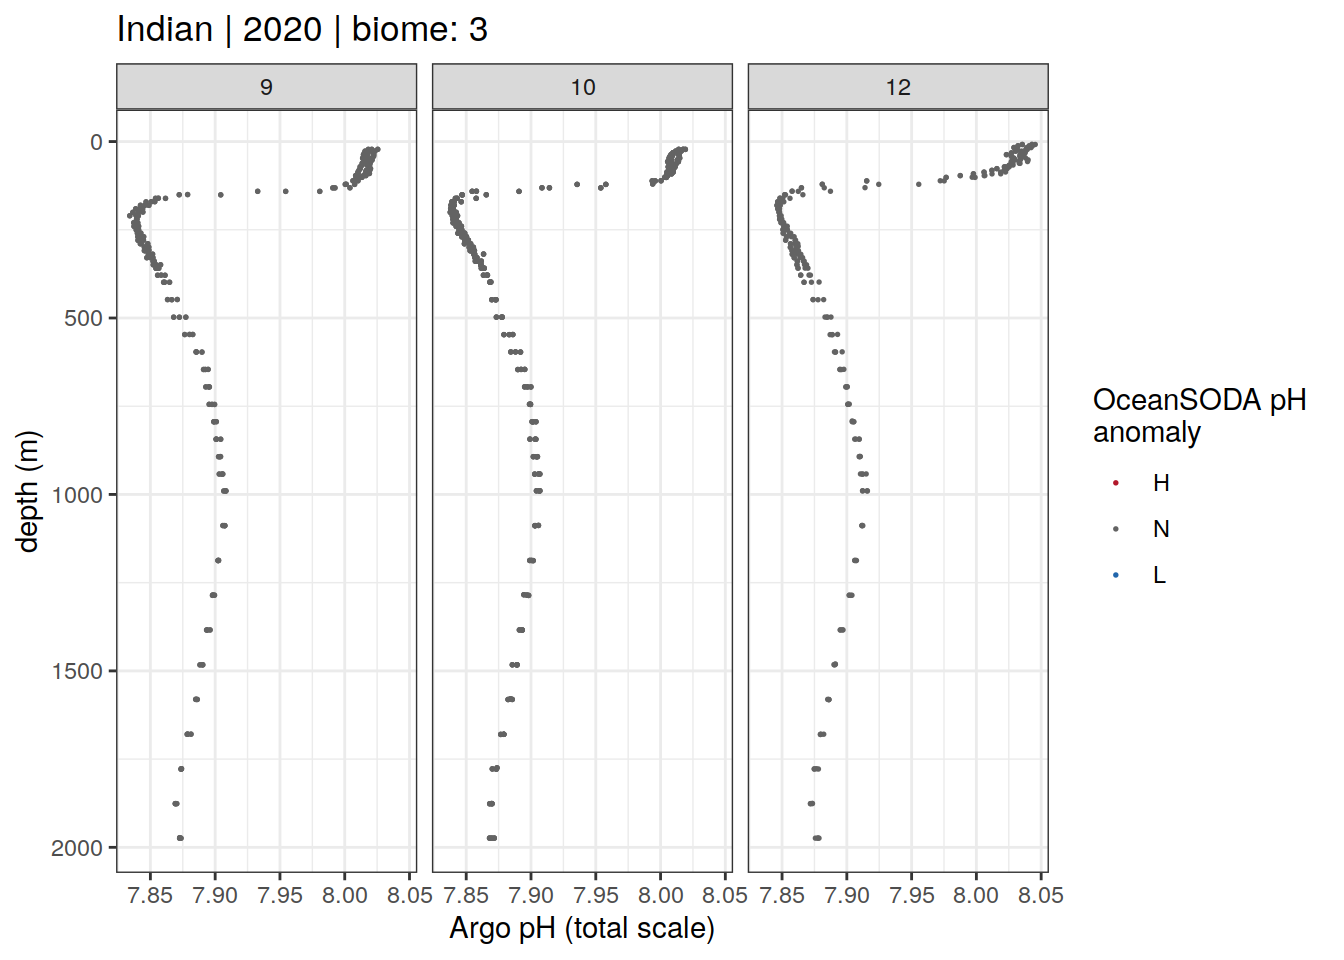 Indian | 2020 | biome: 3
9 10 12
0
500
1000
1500
2000
depth (m)
7.85 7.90 7.95 8.00 8.05 7.85 7.90 7.95 8.00 8.05 7.85 7.90 7.95 8.00 8.05
Argo pH (total scale)
OceanSODA pH
anomaly
H
N
L